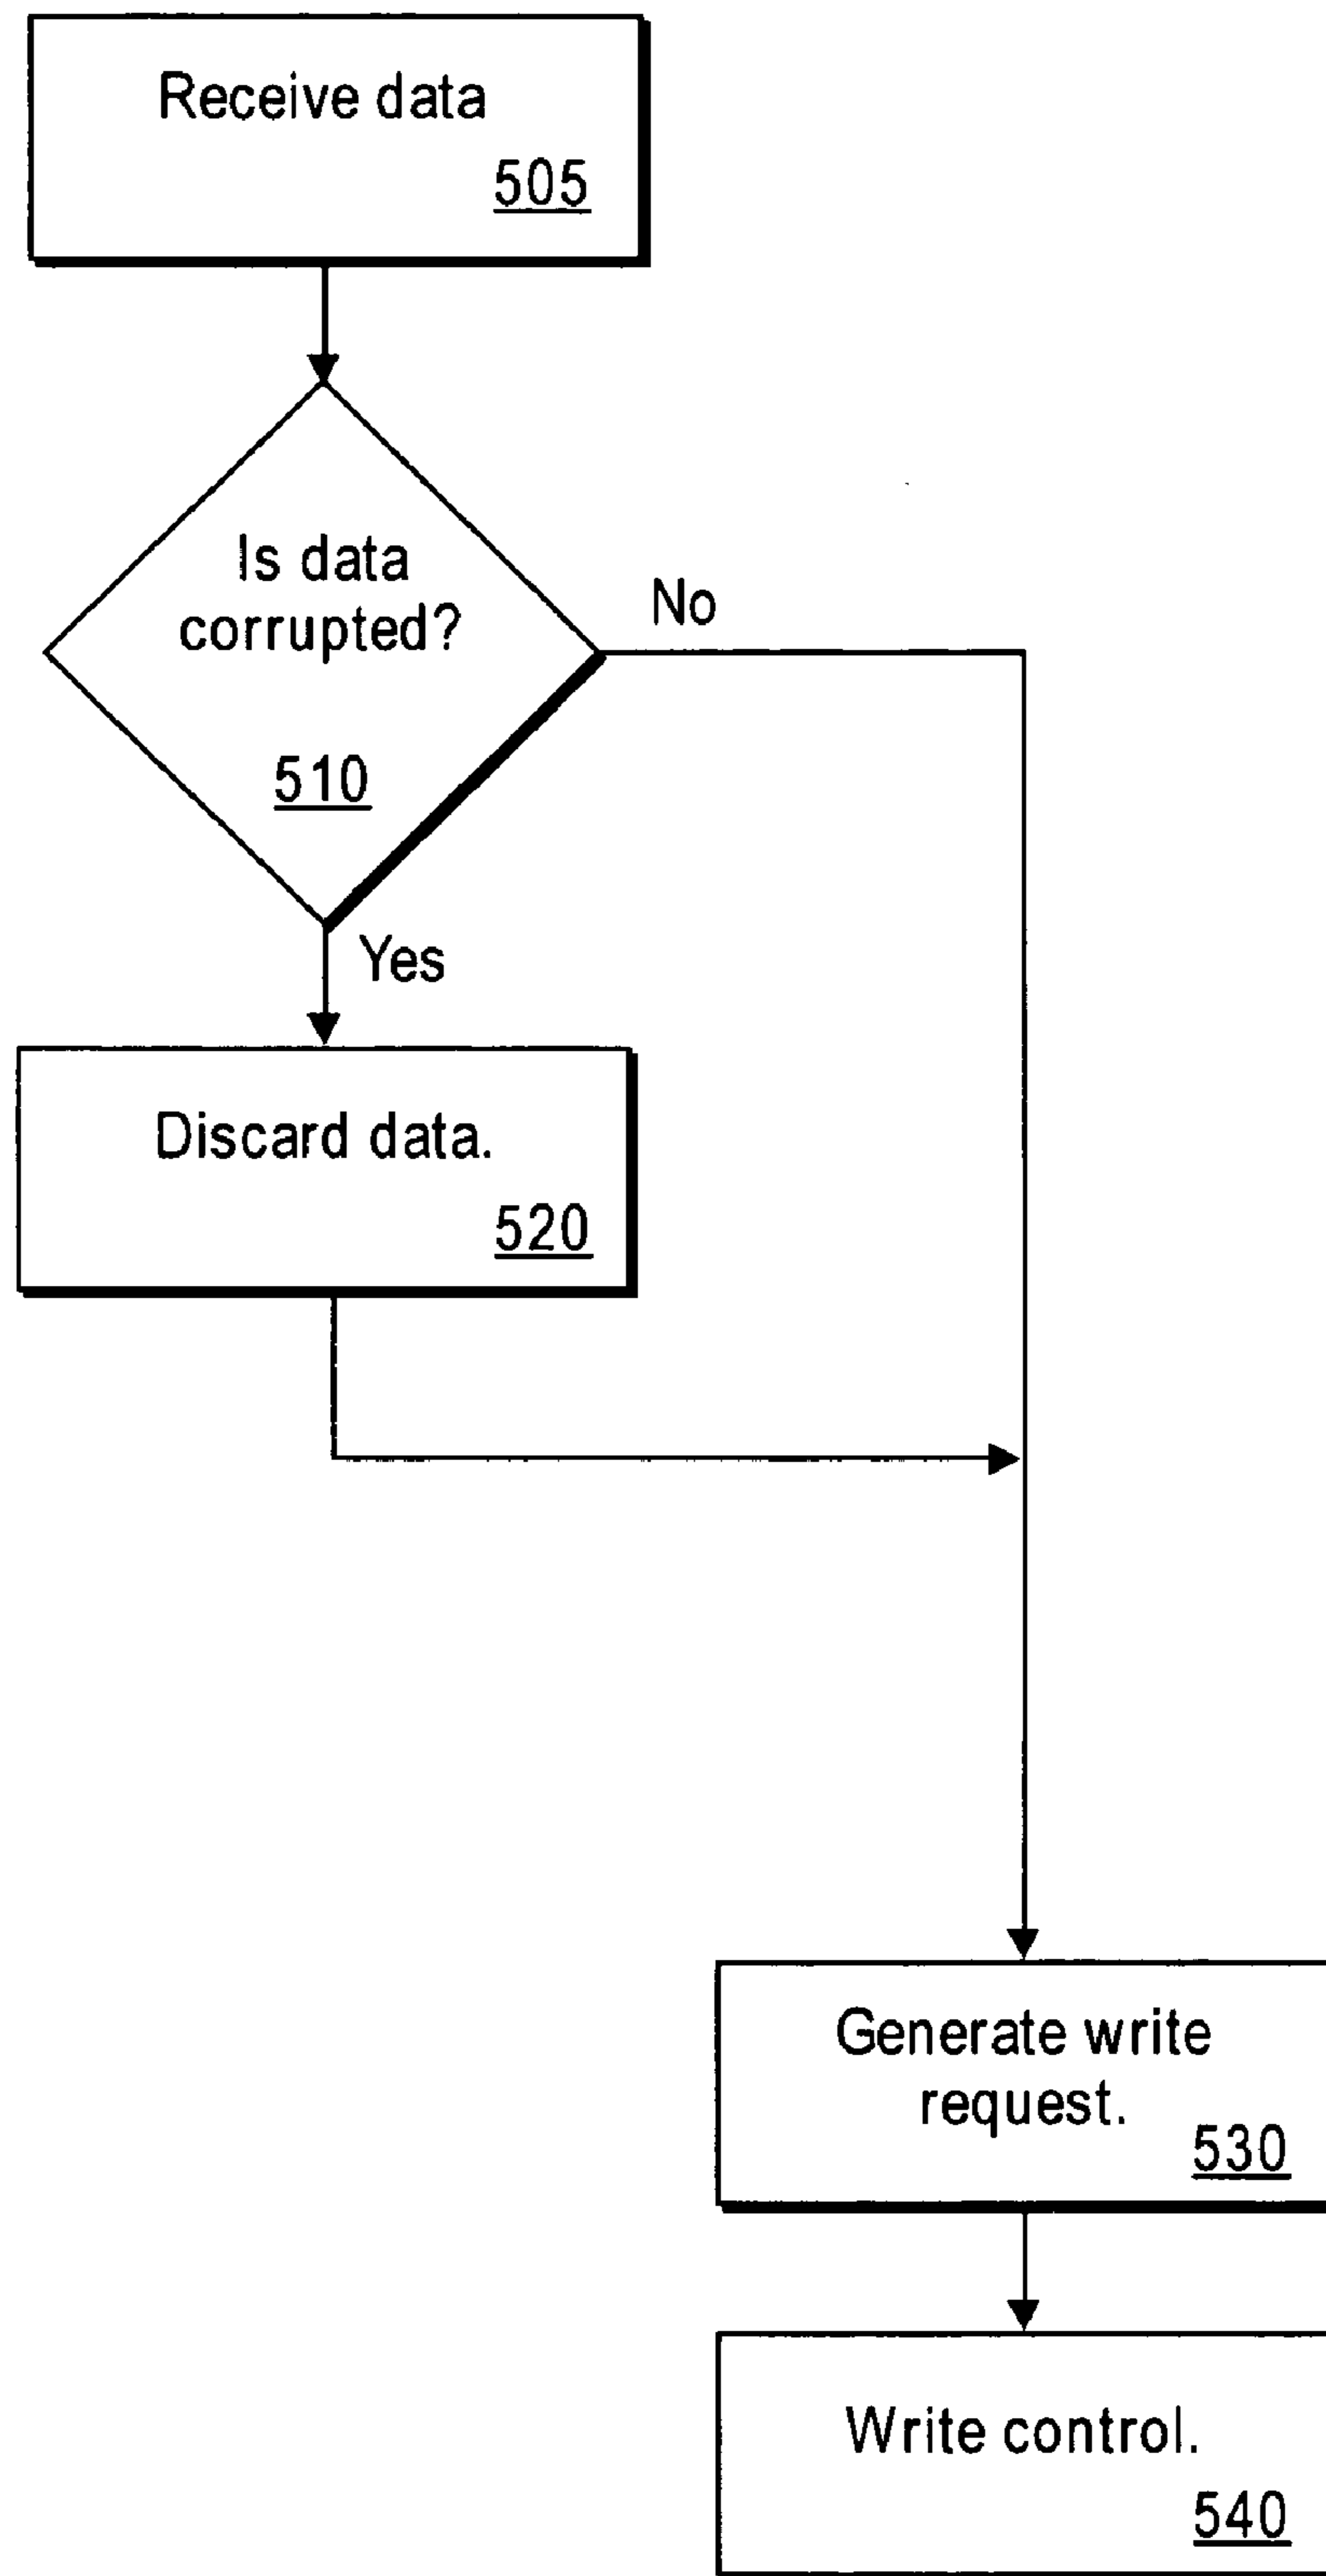 Receive data
505
Is data
corrupted?
No
510
Yes
Discard data.
520
Generate write
request.
530
Write control.
540